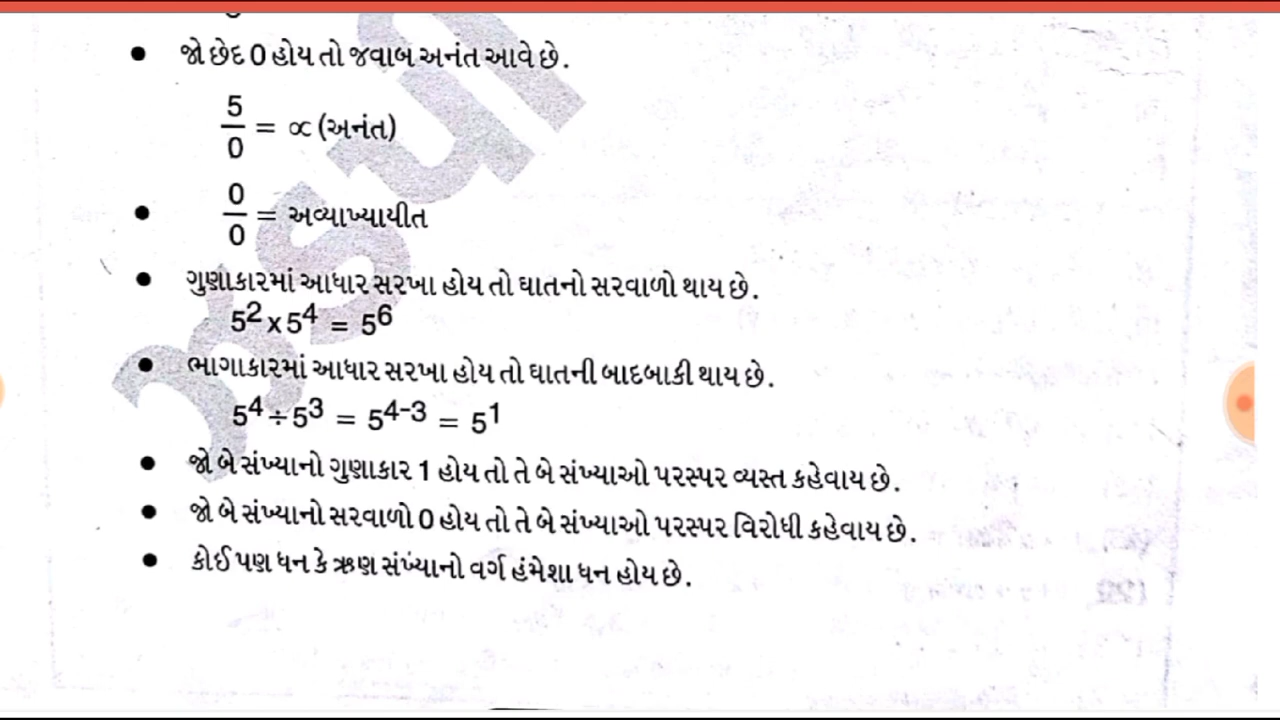 • જો છેદ 0 હોય તો જવાબ અનંત આવે છે.
5/0 = ∝ (અનંત)
• 0/0 = અવ્યાખ્યાયીત
• ગુણાકારમાં આધાર સરખા હોય તો ઘાતનો સરવાળો થાય છે.
5² x 5⁴ = 5⁶
• ભાગાકારમાં આધાર સરખા હોય તો ઘાતની બાદબાકી થાય છે.
5⁴ ÷ 5³ = 5⁴⁻³ = 5¹
• જો બે સંખ્યાનો ગુણાકાર 1 હોય તો તે બે સંખ્યાઓ પરસ્પર વ્યસ્ત કહેવાય છે.
• જો બે સંખ્યાનો સરવાળો 0 હોય તો તે બે સંખ્યાઓ પરસ્પર વિરોધી કહેવાય છે.
• કોઈ પણ ધન કે ઋણ સંખ્યાનો વર્ગ હંમેશા ધન હોય છે.